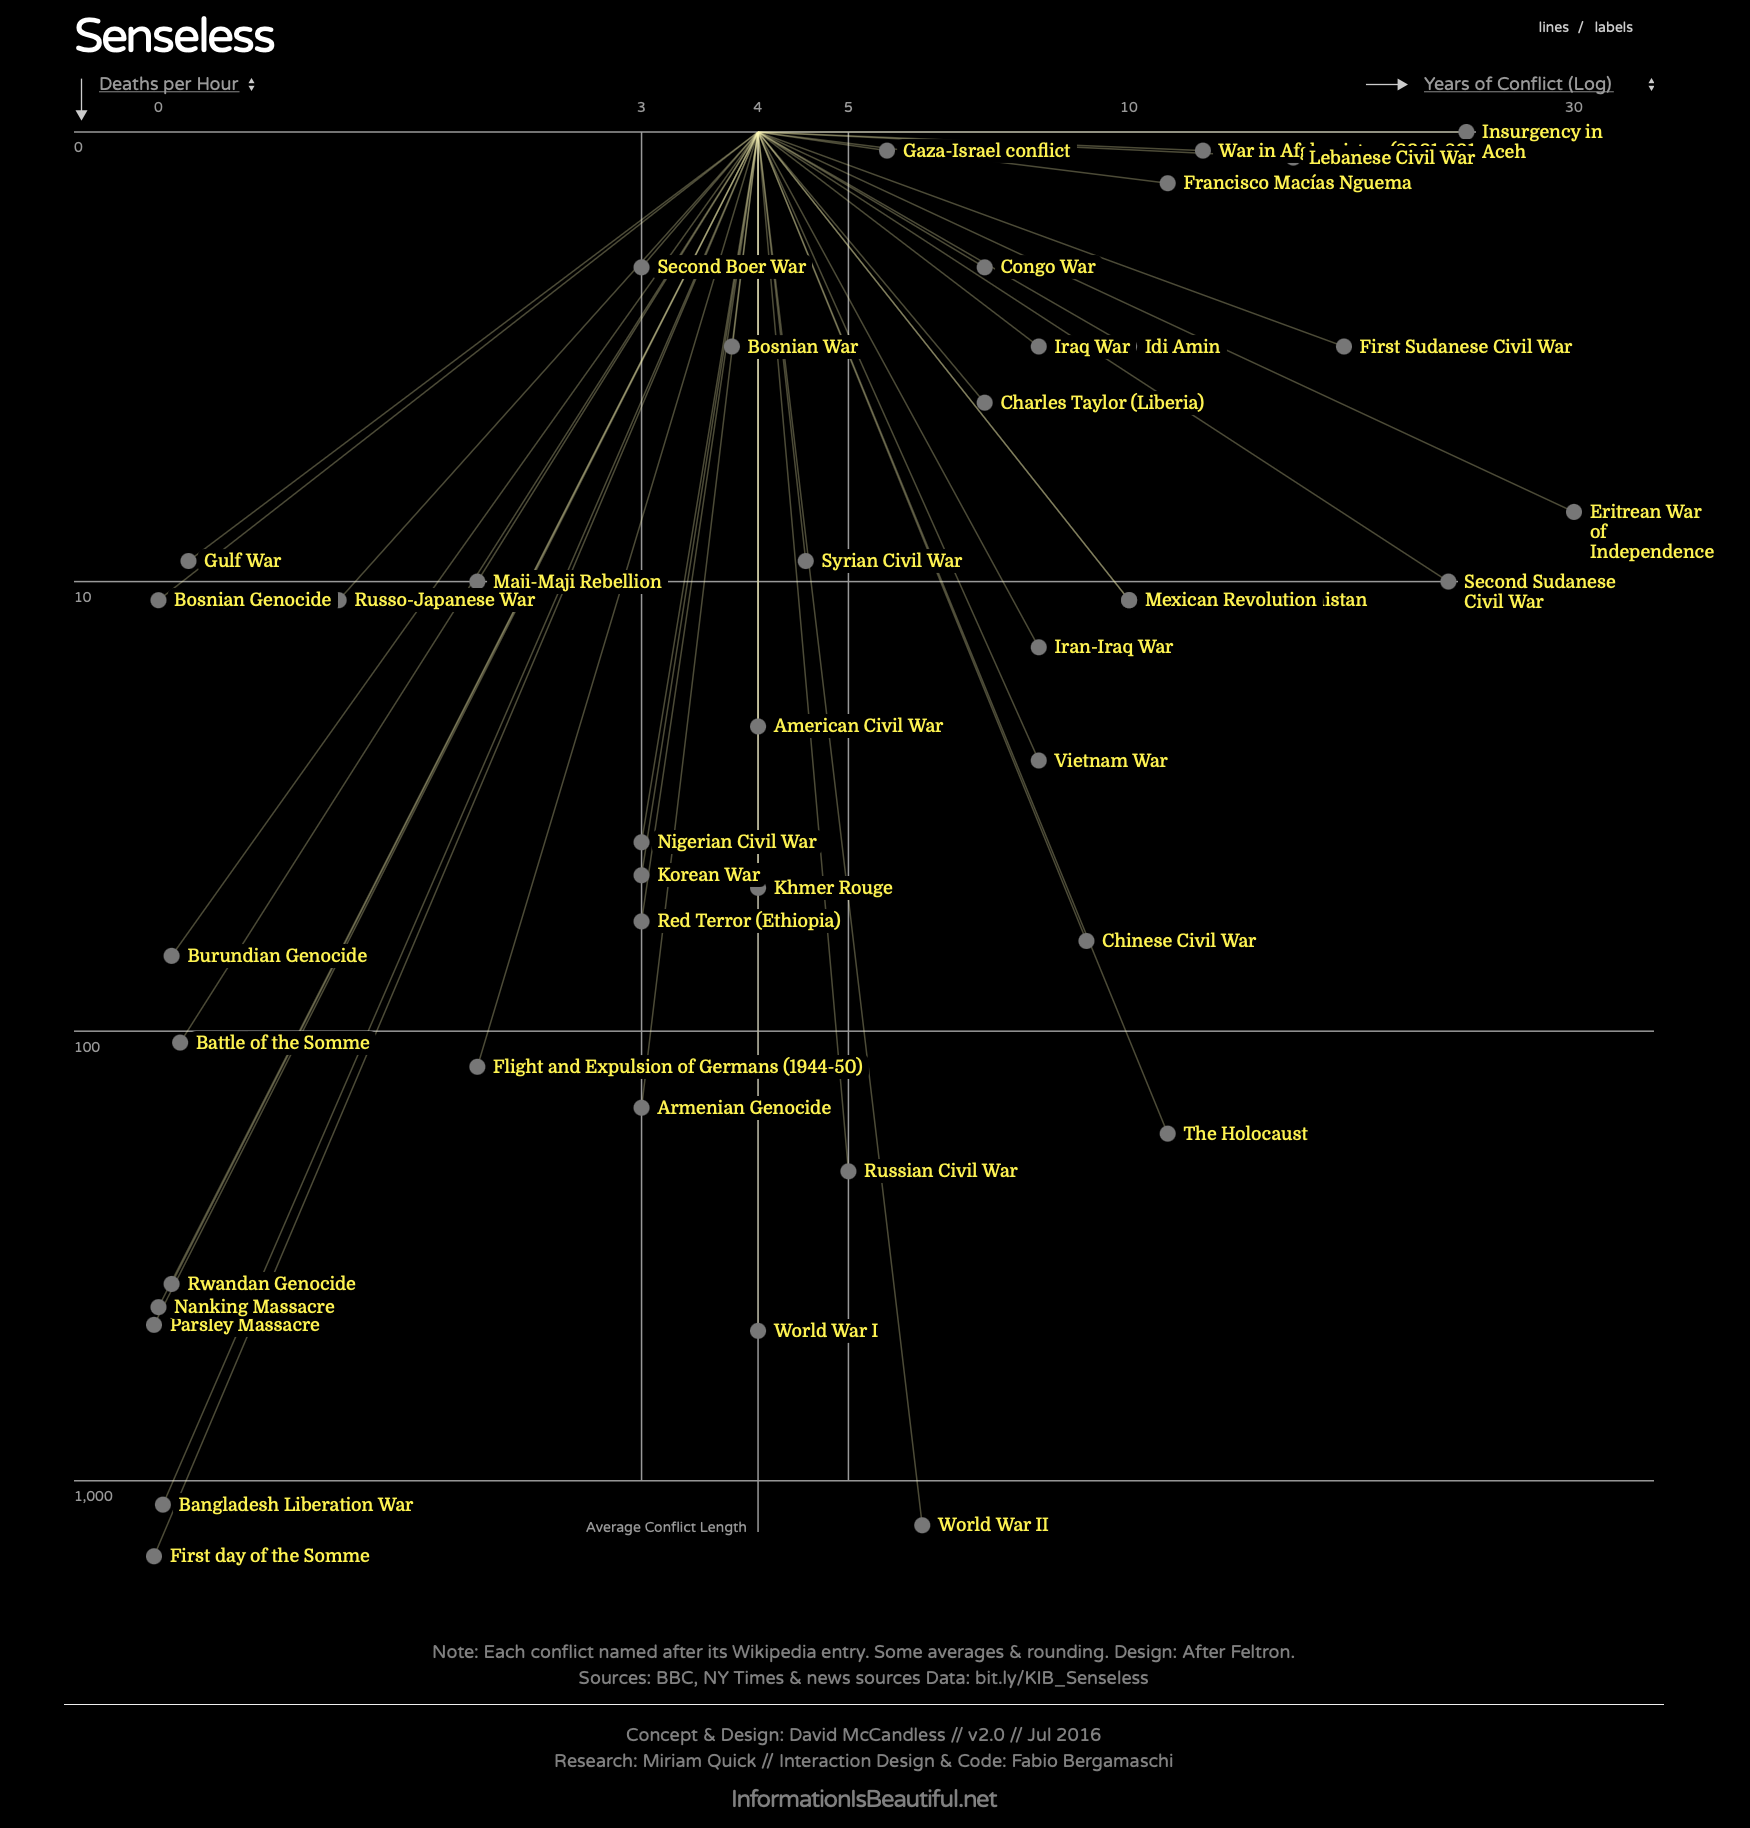 Senseless
lines / labels
Deaths per Hour
Years of Conflict (Log)
0 3 4 5 10 30
0
Insurgency in
Aceh
Gaza-Israel conflict
War in
Lebanese Civil War
Francisco Macías Nguema
Second Boer War
Congo War
Bosnian War
Iraq War
Idi Amin
First Sudanese Civil War
Charles Taylor (Liberia)
Eritrean War
of
Independence
Gulf War
Syrian Civil War
Maji-Maji Rebellion
Second Sudanese
Civil War
10
Bosnian Genocide
Russo-Japanese War
Mexican Revolution
Iran-Iraq War
American Civil War
Vietnam War
Nigerian Civil War
Korean War
Khmer Rouge
Red Terror (Ethiopia)
Chinese Civil War
Burundian Genocide
100
Battle of the Somme
Flight and Expulsion of Germans (1944-50)
Armenian Genocide
The Holocaust
Russian Civil War
Rwandan Genocide
Nanking Massacre
Parsley Massacre
World War I
1,000
Bangladesh Liberation War
Average Conflict Length
World War II
First day of the Somme
Note: Each conflict named after its Wikipedia entry. Some averages & rounding. Design: After Feltron.
Sources: BBC, NY Times & news sources Data: bit.ly/KIB_Senseless
Concept & Design: David McCandless // v2.0 // Jul 2016
Research: Miriam Quick // Interaction Design & Code: Fabio Bergamaschi
InformationIsBeautiful.net